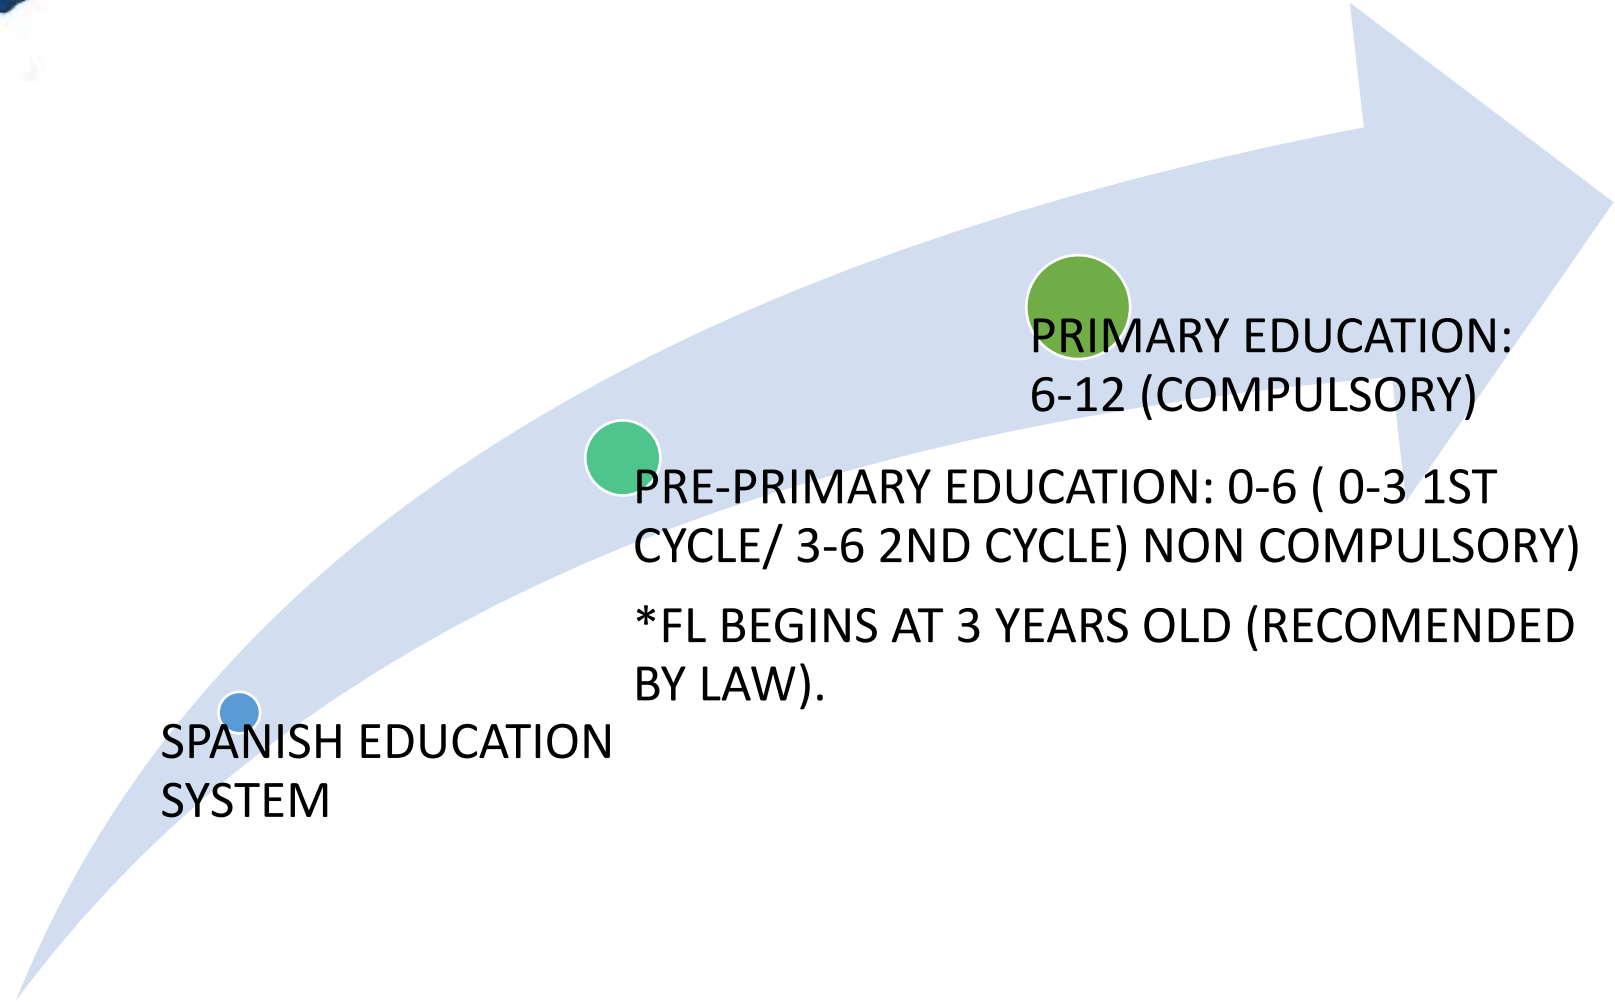 PRIMARY EDUCATION:
6-12 (COMPULSORY)
PRE-PRIMARY EDUCATION: 0-6 ( 0-3 1ST
CYCLE/ 3-6 2ND CYCLE) NON COMPULSORY)
*FL BEGINS AT 3 YEARS OLD (RECOMENDED
BY LAW).
SPANISH EDUCATION
SYSTEM